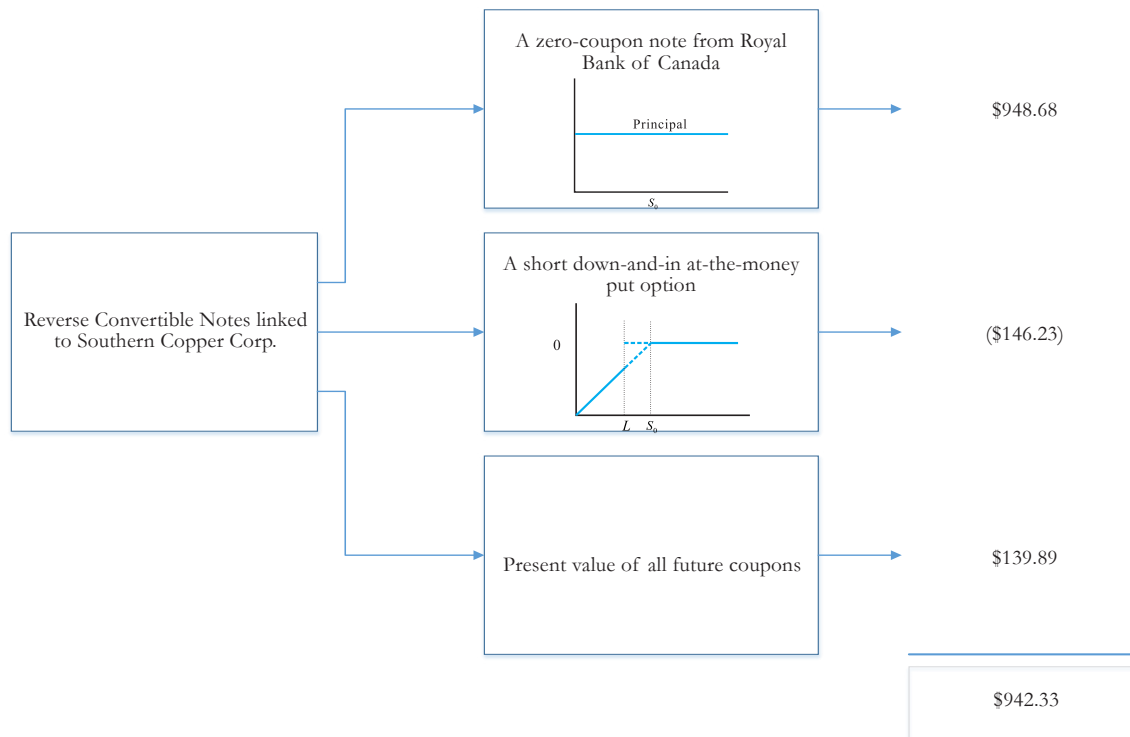 A zero-coupon note from Royal
Bank of Canada
Principal
S₀
$948.68
Reverse Convertible Notes linked
to Southern Copper Corp.
A short down-and-in at-the-money
put option
0
L S₀
($146.23)
Present value of all future coupons
$139.89
$942.33